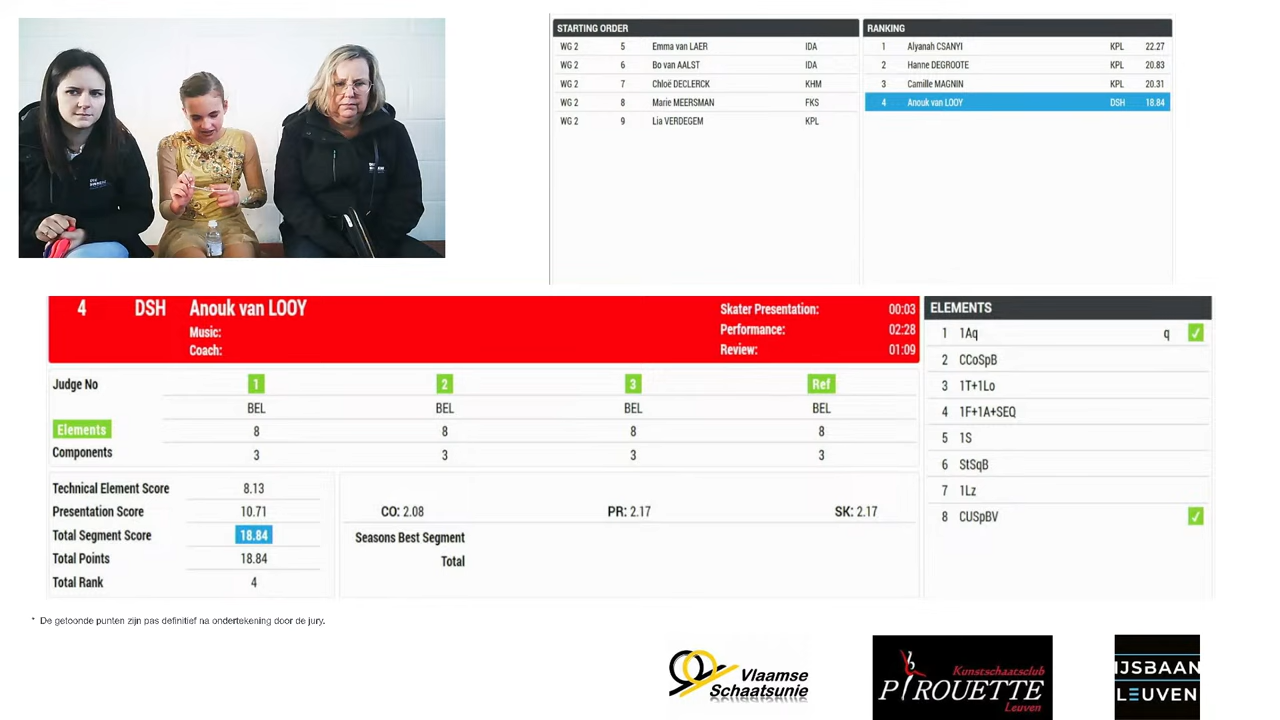 STARTING ORDER
WG 2 5 Emma van LAER IDA
WG 2 6 Bo van AALST IDA
WG 2 7 Chloë DECLERCK KHM
WG 2 8 Marie MEERSMAN FKS
WG 2 9 Lia VERDEGEM KPL
RANKING
1 Alyanah CSANYI KPL 22.27
2 Hanne DEGROOTE KPL 20.83
3 Camille MAGNIN KPL 20.31
4 Anouk van LOOY DSH 18.84
4 DSH Anouk van LOOY
Music:
Coach:
Skater Presentation: 00:03
Performance: 02:28
Review: 01:09
Judge No 1 2 3 Ref
BEL BEL BEL BEL
Elements 8 8 8 8
Components 3 3 3 3
Technical Element Score 8.13
Presentation Score 10.71
Total Segment Score 18.84
Total Points 18.84
Total Rank 4
CO: 2.08 PR: 2.17 SK: 2.17
Seasons Best Segment
Total
ELEMENTS
1 1Aq q ✓
2 CCoSpB
3 1T+1Lo
4 1F+1A+SEQ
5 1S
6 StSqB
7 1Lz
8 CUSpBV ✓
* De getoonde punten zijn pas definitief na ondertekening door de jury.
Vlaamse
Schaatsunie
Kunstschaatsclub
PIROUETTE
Leuven
IJSBAAN
LEUVEN